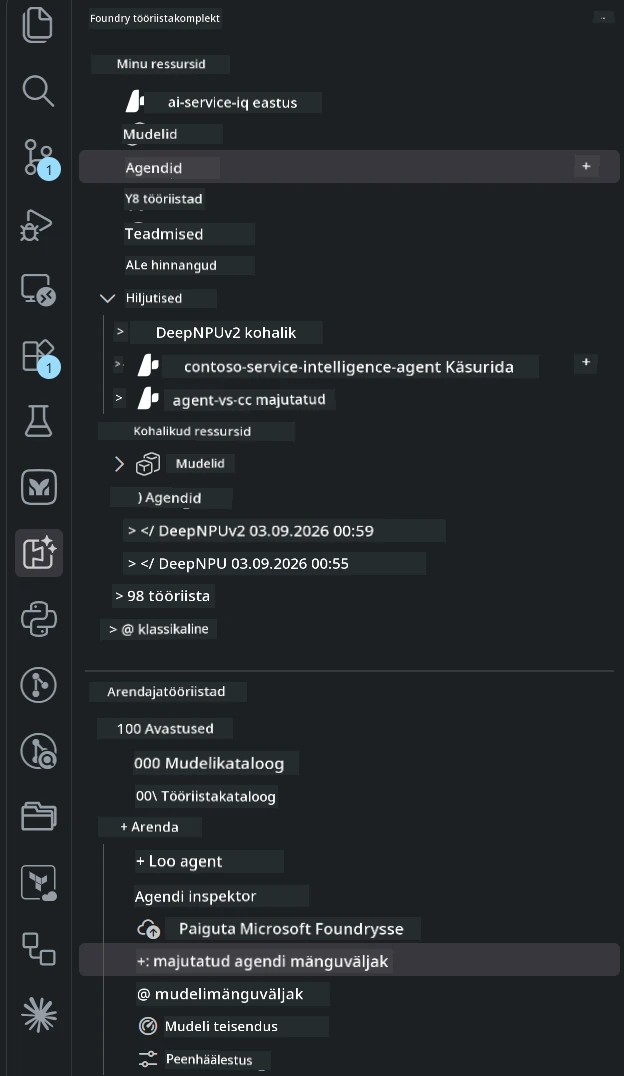 Foundry tööriistakomplekt
Minu ressursid
ai-service-iq eastus
Mudelid
Agendid
Y8 tööriistad
Teadmised
ALe hinnangud
Hiljutised
> DeepNPUv2 kohalik
> contoso-service-intelligence-agent Käsurida
> agent-vs-cc majutatud
Kohalikud ressursid
Mudelid
) Agendid
> </ DeepNPUv2 03.09.2026 00:59
> </ DeepNPU 03.09.2026 00:55
> 98 tööriista
> @ klassikaline
Arendajatööriistad
100 Avastused
000 Mudelikataloog
00\ Tööriistakataloog
+ Arenda
+ Loo agent
Agendi inspektor
Paiguta Microsoft Foundrysse
+: majutatud agendi mänguväljak
@ mudelimänguväljak
Mudeli teisendus
Peenhäälestus
1
1